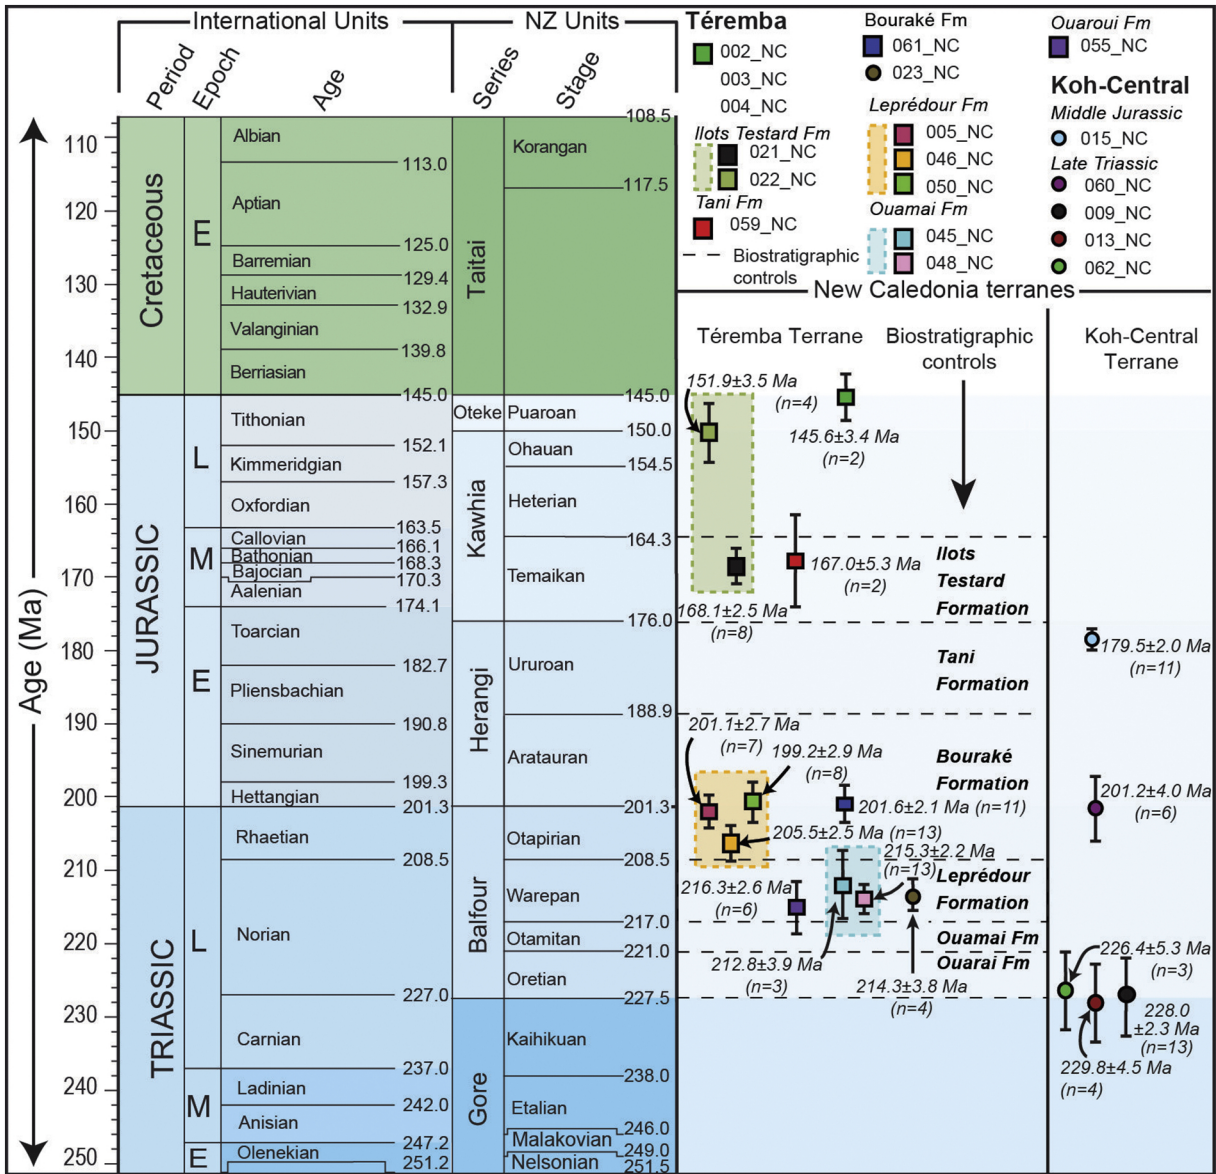 International Units
NZ Units
Period
Epoch
Age
Series
Stage
Téremba
002_NC
003_NC
004_NC
Ilots Testard Fm
021_NC
022_NC
Tani Fm
059_NC
Biostratigraphic
controls
Bouraké Fm
061_NC
023_NC
Leprédour Fm
005_NC
046_NC
050_NC
Ouamai Fm
045_NC
048_NC
Ouaroui Fm
055_NC
Koh-Central
Middle Jurassic
015_NC
Late Triassic
060_NC
009_NC
013_NC
062_NC
New Caledonia terranes
Téremba Terrane
Biostratigraphic
controls
Koh-Central
Terrane
Age (Ma)
110
120
130
140
150
160
170
180
190
200
210
220
230
240
250
Cretaceous
JURASSIC
TRIASSIC
E
L
M
E
L
M
E
Albian
113.0
Aptian
125.0
Barremian
129.4
Hauterivian
132.9
Valanginian
139.8
Berriasian
145.0
Tithonian
152.1
Kimmeridgian
157.3
Oxfordian
163.5
Callovian
166.1
Bathonian
168.3
Bajocian
170.3
Aalenian
174.1
Toarcian
182.7
Pliensbachian
190.8
Sinemurian
199.3
Hettangian
201.3
Rhaetian
208.5
Norian
227.0
Carnian
237.0
Ladinian
242.0
Anisian
247.2
Olenekian
251.2
Taitai
Oteke
Kawhia
Herangi
Balfour
Gore
108.5
Korangan
117.5
145.0
Puaroan
150.0
Ohauan
154.5
Heterian
164.3
Temaikan
176.0
Ururoan
188.9
Aratauran
201.3
Otapirian
208.5
Warepan
217.0
Otamitan
221.0
Oretian
227.5
Kaihikuan
238.0
Etalian
246.0
Malakovian
249.0
Nelsonian
251.5
151.9±3.5 Ma
(n=4)
145.6±3.4 Ma
(n=2)
167.0±5.3 Ma
(n=2)
168.1±2.5 Ma
(n=8)
201.1±2.7 Ma
(n=7)
199.2±2.9 Ma
(n=8)
201.6±2.1 Ma (n=11)
205.5±2.5 Ma (n=13)
215.3±2.2 Ma
(n=13)
216.3±2.6 Ma
(n=6)
212.8±3.9 Ma
(n=3)
214.3±3.8 Ma
(n=4)
Ilots
Testard
Formation
Tani
Formation
Bouraké
Formation
Leprédour
Formation
Ouamai Fm
Ouarai Fm
179.5±2.0 Ma
(n=11)
201.2±4.0 Ma
(n=6)
226.4±5.3 Ma
(n=3)
228.0
±2.3 Ma
(n=13)
229.8±4.5 Ma
(n=4)